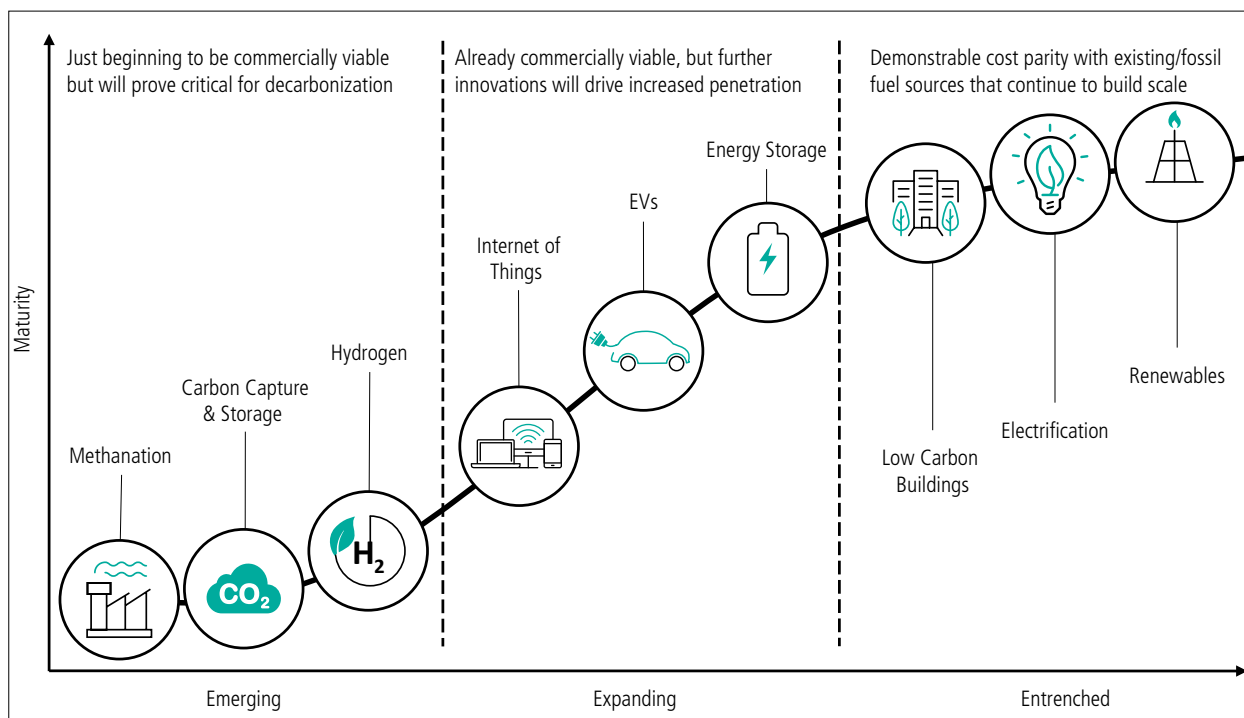 Just beginning to be commercially viable
but will prove critical for decarbonization
Already commercially viable, but further
innovations will drive increased penetration
Demonstrable cost parity with existing/fossil
fuel sources that continue to build scale
Maturity
Methanation
Carbon Capture
& Storage
Hydrogen
Internet of
Things
EVs
Energy Storage
Low Carbon
Buildings
Electrification
Renewables
CO₂
H₂
Emerging
Expanding
Entrenched